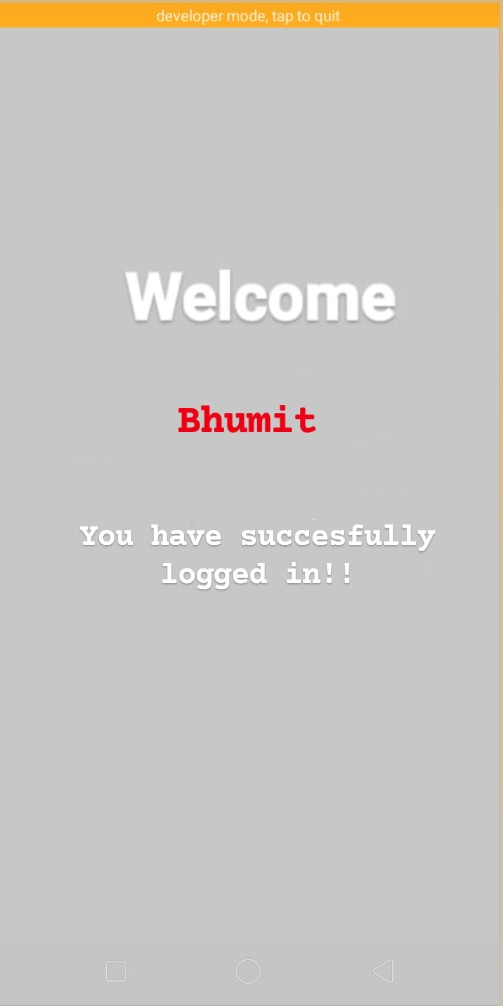 developer mode, tap to quit
Welcome
Bhumit
You have succesfully
logged in!!